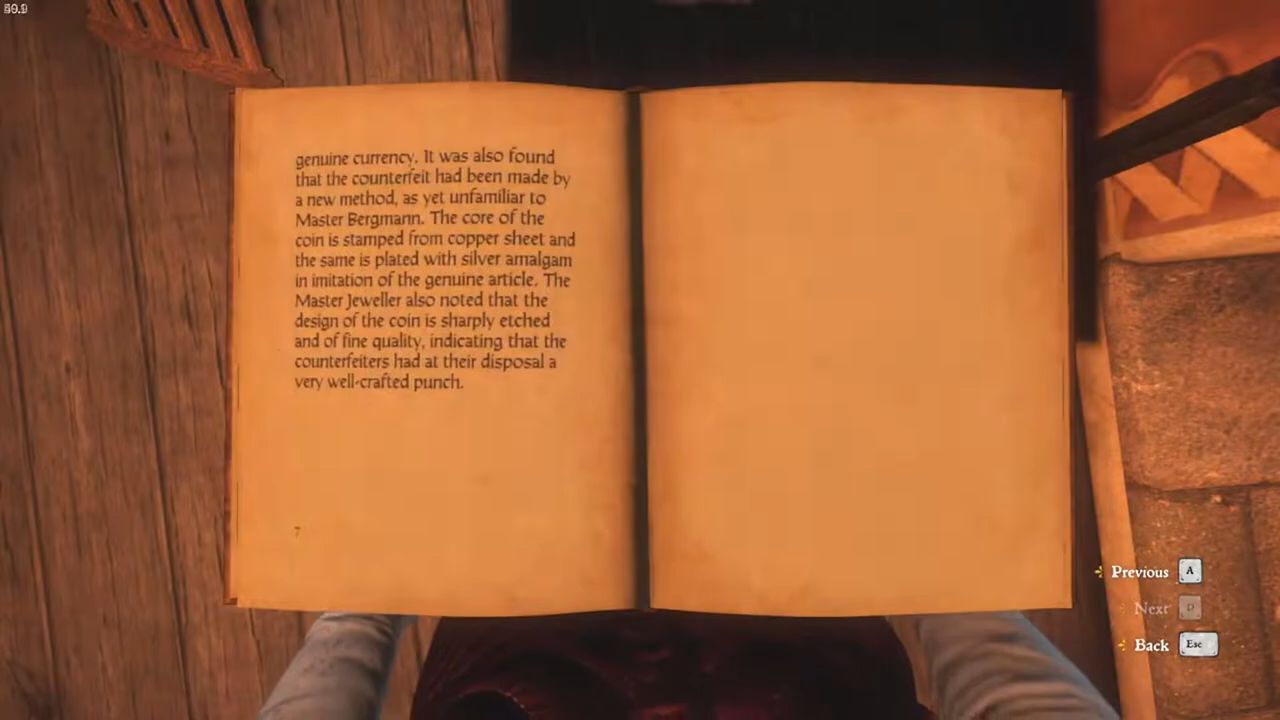 genuine currency. It was also found
that the counterfeit had been made by
a new method, as yet unfamiliar to
Master Bergmann. The core of the
coin is stamped from copper sheet and
the same is plated with silver amalgam
in imitation of the genuine article. The
Master Jeweller also noted that the
design of the coin is sharply etched
and of fine quality, indicating that the
counterfeiters had at their disposal a
very well-crafted punch.
7
Previous A
Next D
Back Esc